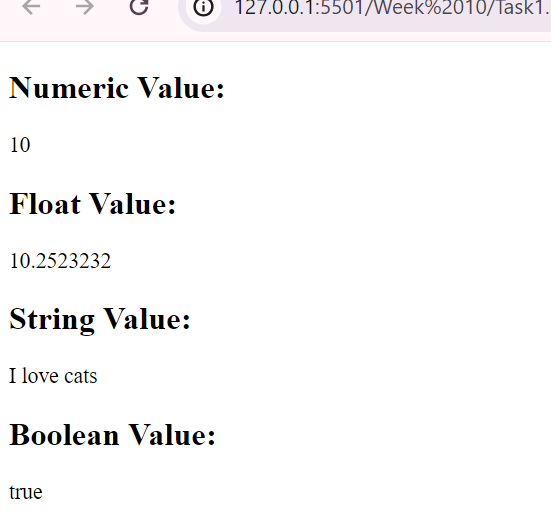 127.0.0.1:5501/Week%2010/Task1.
Numeric Value:
10
Float Value:
10.2523232
String Value:
I love cats
Boolean Value:
true